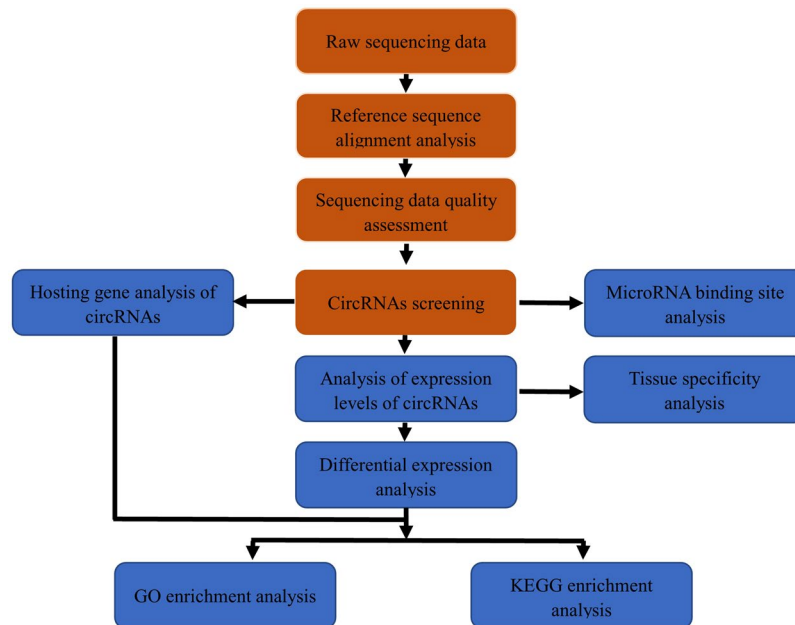 Raw sequencing data
Reference sequence
alignment analysis
Sequencing data quality
assessment
Hosting gene analysis of
circRNAs
CircRNAs screening
MicroRNA binding site
analysis
Analysis of expression
levels of circRNAs
Tissue specificity
analysis
Differential expression
analysis
GO enrichment analysis
KEGG enrichment
analysis